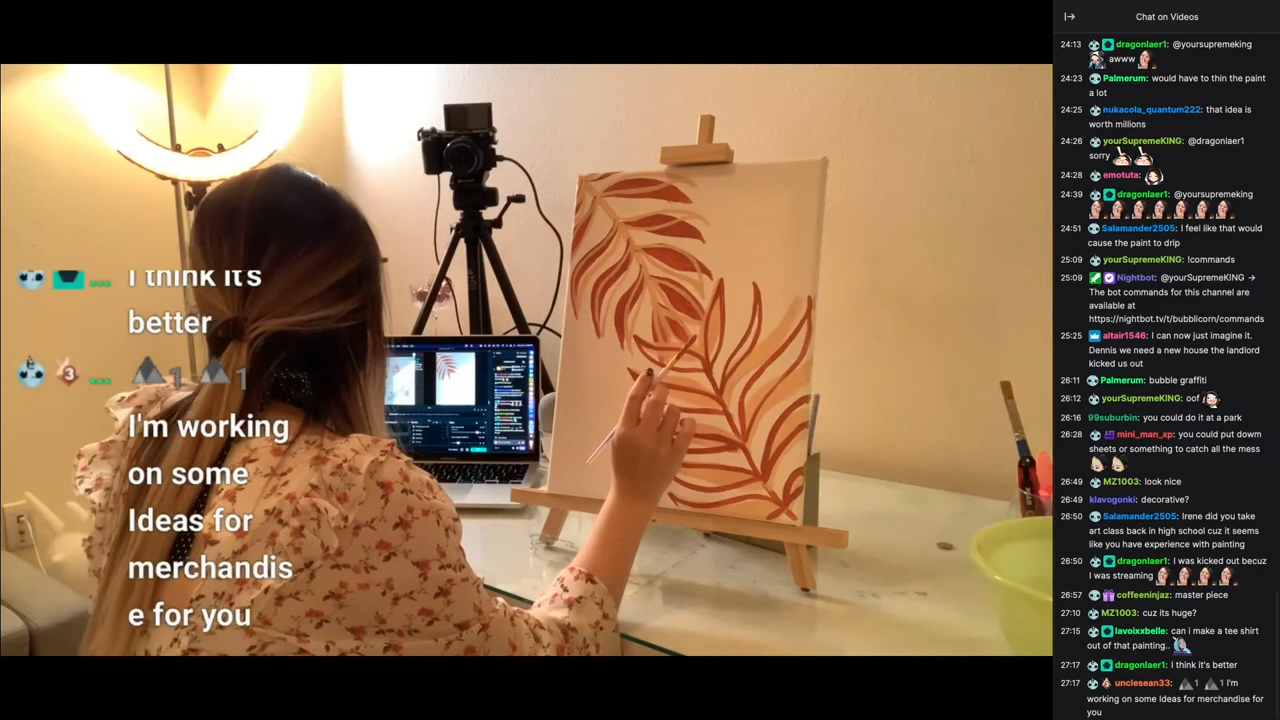 I think it's
better
3 ...
1 1
I'm working
on some
Ideas for
merchandis
e for you
Chat on Videos
24:13 dragonlaer1: @yoursupremeking
awww
24:23 Palmerum: would have to thin the paint
a lot
24:25 nukacola_quantum222: that idea is
worth millions
24:26 yourSupremeKING: @dragonlaer1
sorry
24:28 emotuta:
24:39 dragonlaer1: @yoursupremeking
24:51 Salamander2505: I feel like that would
cause the paint to drip
25:09 yourSupremeKING: !commands
25:09 Nightbot: @yourSupremeKING ->
The bot commands for this channel are
available at
https://nightbot.tv/t/bubblicorn/commands
25:25 altair1546: I can now just imagine it.
Dennis we need a new house the landlord
kicked us out
26:11 Palmerum: bubble graffiti
26:12 yourSupremeKING: oof
26:16 99suburbin: you could do it at a park
26:28 mini_man_xp: you could put dowm
sheets or something to catch all the mess
26:49 MZ1003: look nice
26:49 klavogonki: decorative?
26:50 Salamander2505: Irene did you take
art class back in high school cuz it seems
like you have experience with painting
26:50 dragonlaer1: I was kicked out becuz
I was streaming
26:57 coffeeninjaz: master piece
27:10 MZ1003: cuz its huge?
27:15 lavoixxbelle: can i make a tee shirt
out of that painting..
27:17 dragonlaer1: I think it's better
27:17 unclesean33: 1 1 I'm
working on some Ideas for merchandise for
you